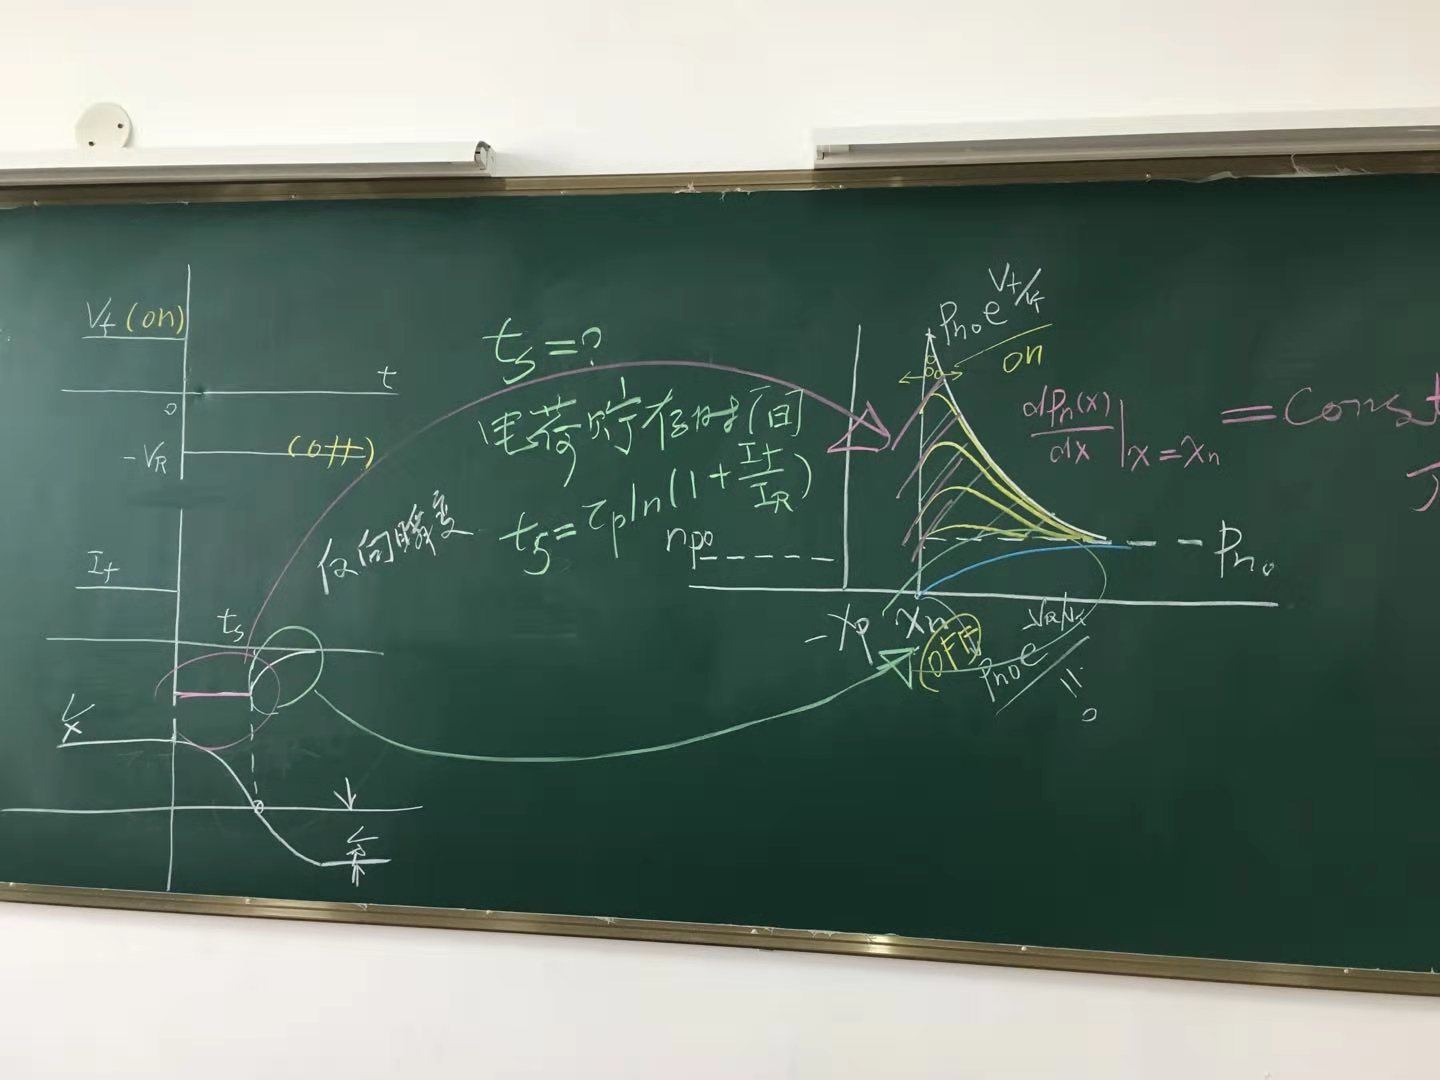 V_f (on)
t
0
-V_R (off)
I_f
t_s
t_s = ?
电荷贮存时间
t_s = τ_p ln(1 + I_f/I_R)
反向瞬变
n_p0
P_n0 e^{V_f/V_T}
on
dP_n(x)/dx |_{x = x_n} = Const
P_n0
-x_p x_n
(OFF)
P_n0 e
= 0